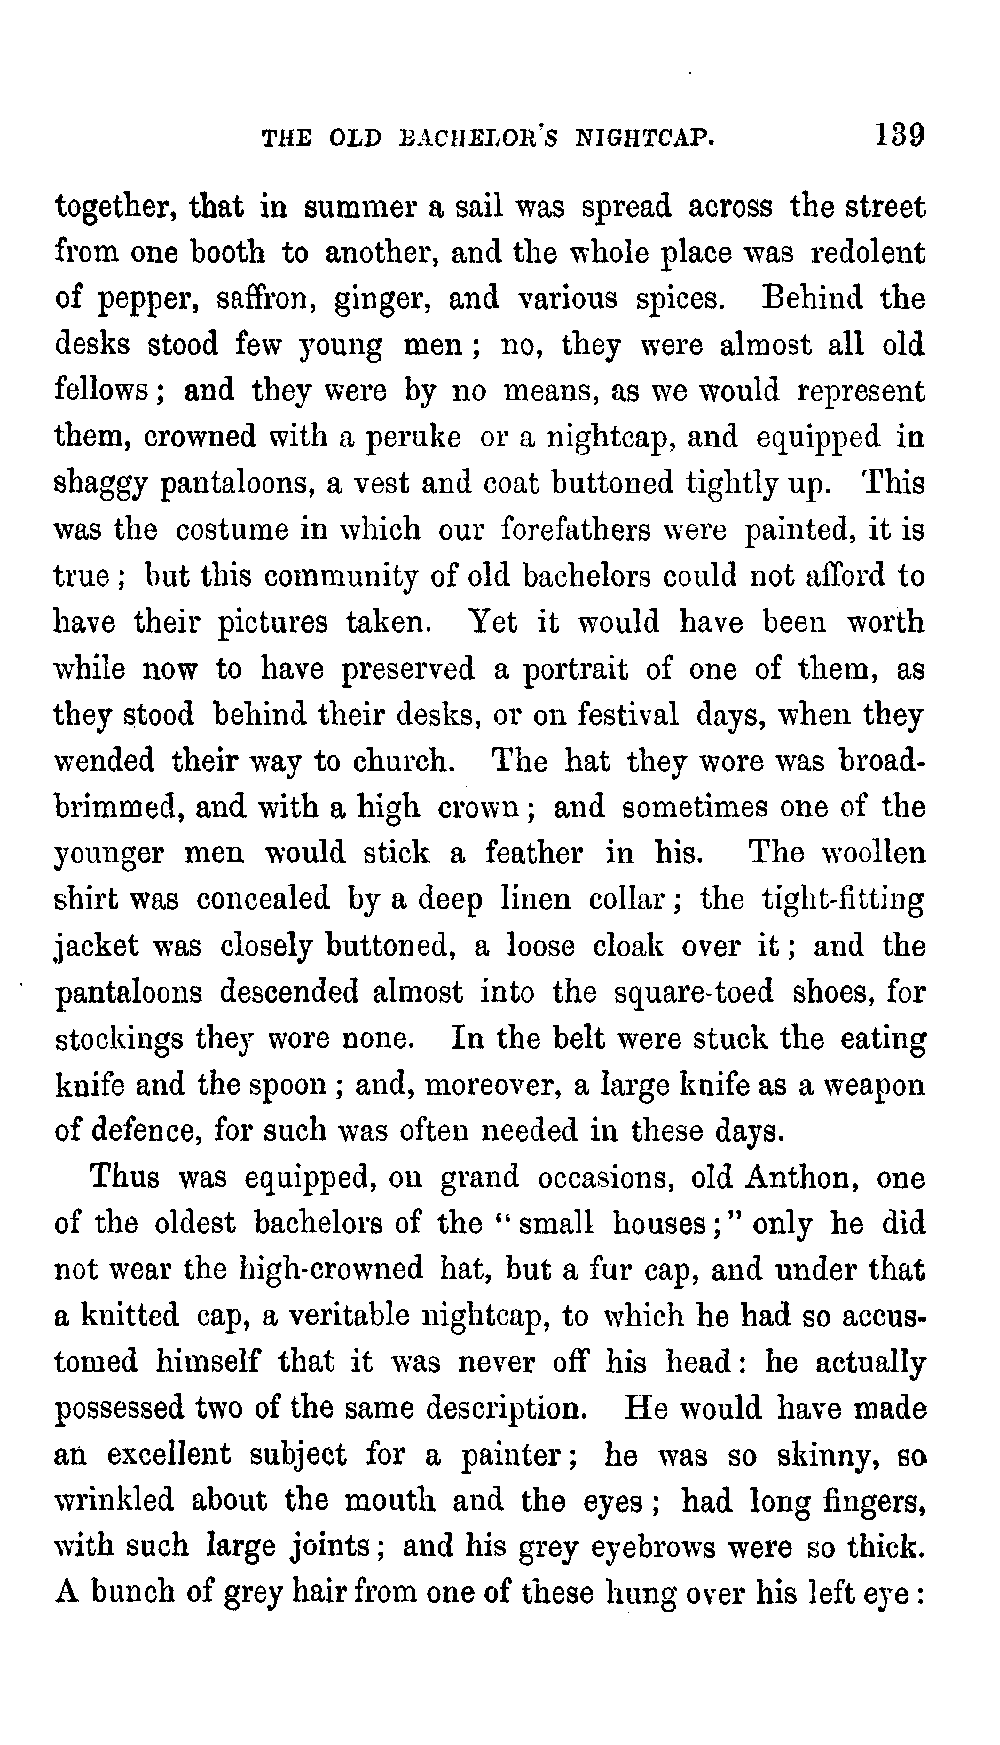 THE OLD BACHELOR'S NIGHTCAP. 139
together, that in summer a sail was spread across the street
from one booth to another, and the whole place was redolent
of pepper, saffron, ginger, and various spices. Behind the
desks stood few young men ; no, they were almost all old
fellows ; and they were by no means, as we would represent
them, crowned with a peruke or a nightcap, and equipped in
shaggy pantaloons, a vest and coat buttoned tightly up. This
was the costume in which our forefathers were painted, it is
true ; but this community of old bachelors could not afford to
have their pictures taken. Yet it would have been worth
while now to have preserved a portrait of one of them, as
they stood behind their desks, or on festival days, when they
wended their way to church. The hat they wore was broad-
brimmed, and with a high crown ; and sometimes one of the
younger men would stick a feather in his. The woollen
shirt was concealed by a deep linen collar ; the tight-fitting
jacket was closely buttoned, a loose cloak over it ; and the
pantaloons descended almost into the square-toed shoes, for
stockings they wore none. In the belt were stuck the eating
knife and the spoon ; and, moreover, a large knife as a weapon
of defence, for such was often needed in these days.
Thus was equipped, on grand occasions, old Anthon, one
of the oldest bachelors of the “ small houses ; ” only he did
not wear the high-crowned hat, but a fur cap, and under that
a knitted cap, a veritable nightcap, to which he had so accus-
tomed himself that it was never off his head : he actually
possessed two of the same description. He would have made
an excellent subject for a painter ; he was so skinny, so
wrinkled about the mouth and the eyes ; had long fingers,
with such large joints ; and his grey eyebrows were so thick.
A bunch of grey hair from one of these hung over his left eye :